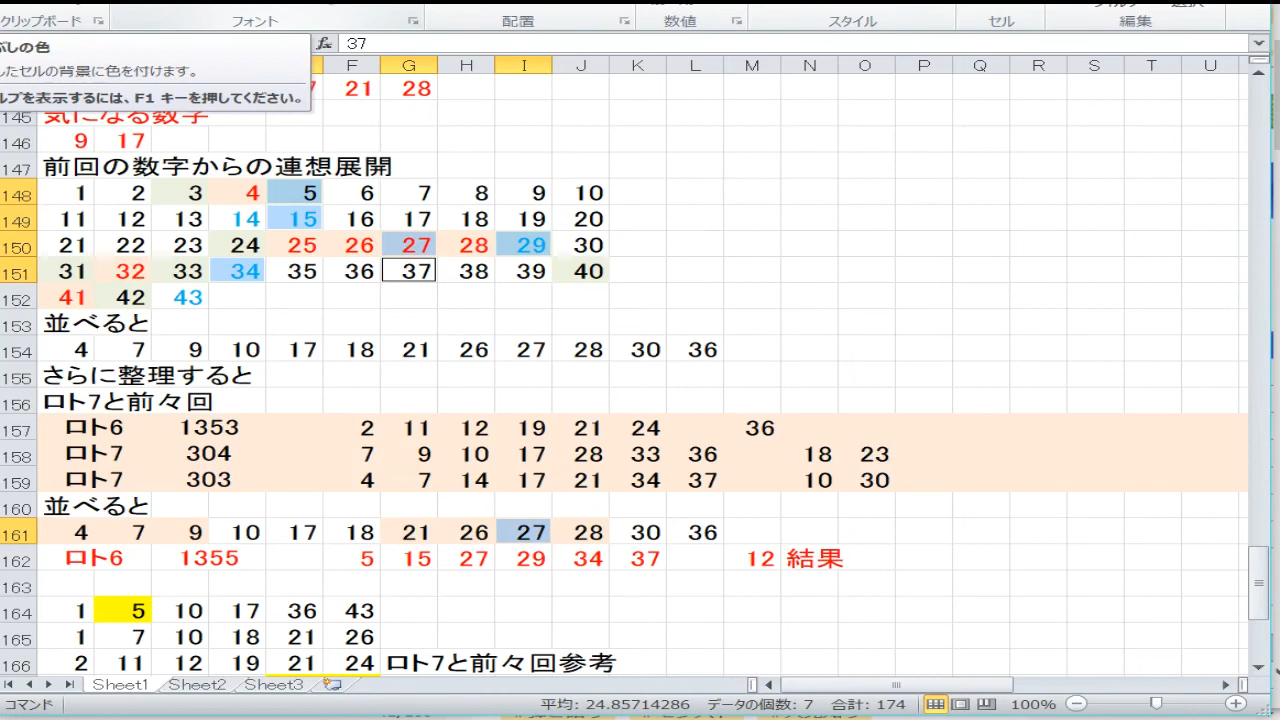 クリップボード フォント 配置 数値 スタイル セル 編集
ぶしの色
したセルの背景に色を付けます。
ルプを表示するには、F1 キーを押してください。
fx 37
F G H I J K L M N O P Q R S T U
21 28
145 気になる数字
146 9 17
147 前回の数字からの連想展開
148 1 2 3 4 5 6 7 8 9 10
149 11 12 13 14 15 16 17 18 19 20
150 21 22 23 24 25 26 27 28 29 30
151 31 32 33 34 35 36 37 38 39 40
152 41 42 43
153 並べると
154 4 7 9 10 17 18 21 26 27 28 30 36
155 さらに整理すると
156 ロト7と前々回
157 ロト6 1353 2 11 12 19 21 24 36
158 ロト7 304 7 9 10 17 28 33 36 18 23
159 ロト7 303 4 7 14 17 21 34 37 10 30
160 並べると
161 4 7 9 10 17 18 21 26 27 28 30 36
162 ロト6 1355 5 15 27 29 34 37 12 結果
163
164 1 5 10 17 36 43
165 1 7 10 18 21 26
166 2 11 12 19 21 24 ロト7と前々回参考
Sheet1 Sheet2 Sheet3
コマンド 平均: 24.85714286 データの個数: 7 合計: 174 100%